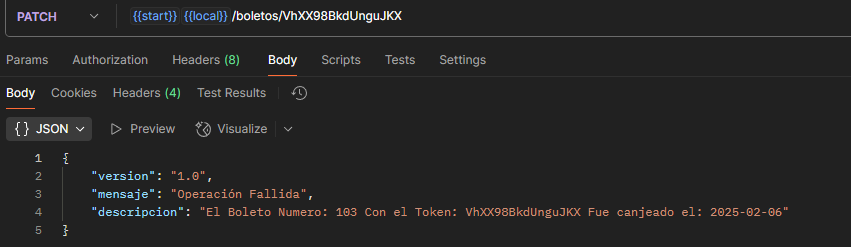 PATCH {{start}} {{local}}/boletos/VhXX98BkdUnguJKX
Params Authorization Headers (8) Body Scripts Tests Settings
Body Cookies Headers (4) Test Results
{} JSON Preview Visualize
1 {
2 "version": "1.0",
3 "mensaje": "Operación Fallida",
4 "descripcion": "El Boleto Numero: 103 Con el Token: VhXX98BkdUnguJKX Fue canjeado el: 2025-02-06"
5 }